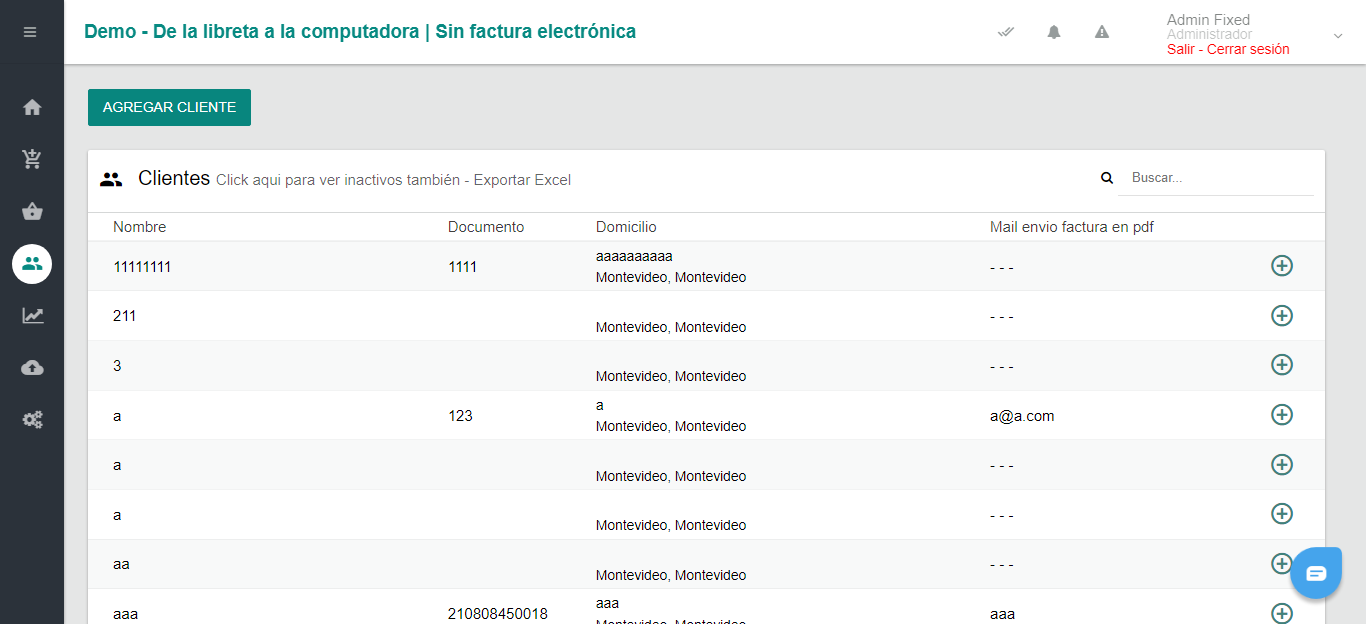 Demo - De la libreta a la computadora | Sin factura electrónica
Admin Fixed
Administrador
Salir - Cerrar sesión
AGREGAR CLIENTE
Clientes Click aqui para ver inactivos también - Exportar Excel
Buscar...
Nombre Documento Domicilio Mail envio factura en pdf
11111111 1111 aaaaaaaaaa - - -
Montevideo, Montevideo
211 - - -
Montevideo, Montevideo
3 - - -
Montevideo, Montevideo
a 123 a a@a.com
Montevideo, Montevideo
a - - -
Montevideo, Montevideo
a - - -
Montevideo, Montevideo
aa - - -
Montevideo, Montevideo
aaa 210808450018 aaa aaa
Montevideo, Montevideo